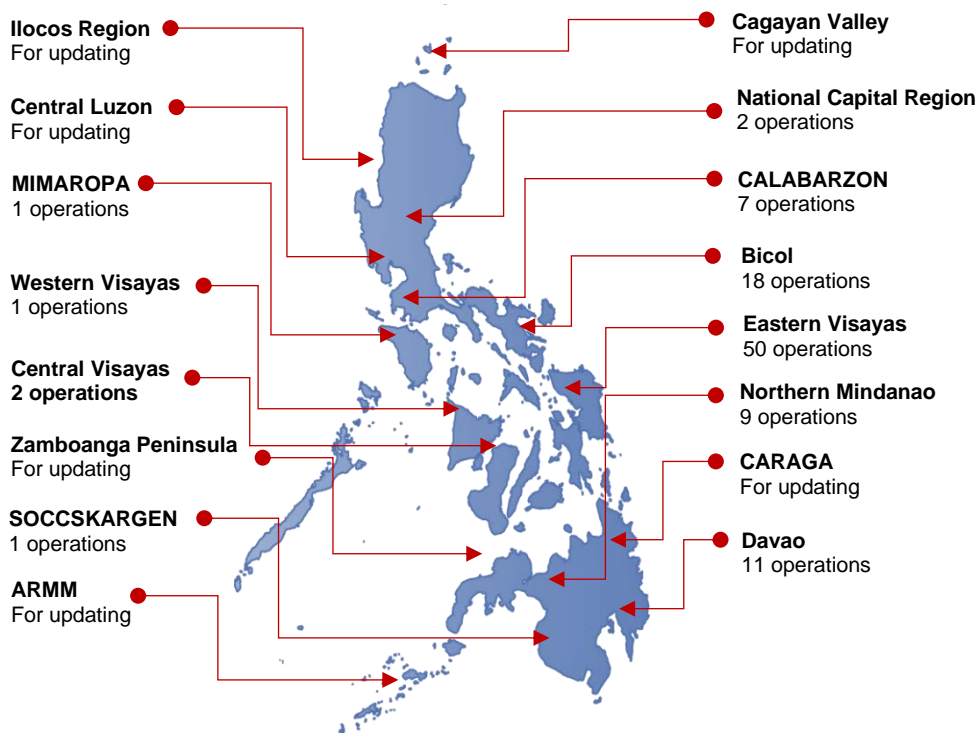 Ilocos Region
For updating
Central Luzon
For updating
MIMAROPA
1 operations
Western Visayas
1 operations
Central Visayas
2 operations
Zamboanga Peninsula
For updating
SOCCSKARGEN
1 operations
ARMM
For updating
Cagayan Valley
For updating
National Capital Region
2 operations
CALABARZON
7 operations
Bicol
18 operations
Eastern Visayas
50 operations
Northern Mindanao
9 operations
CARAGA
For updating
Davao
11 operations